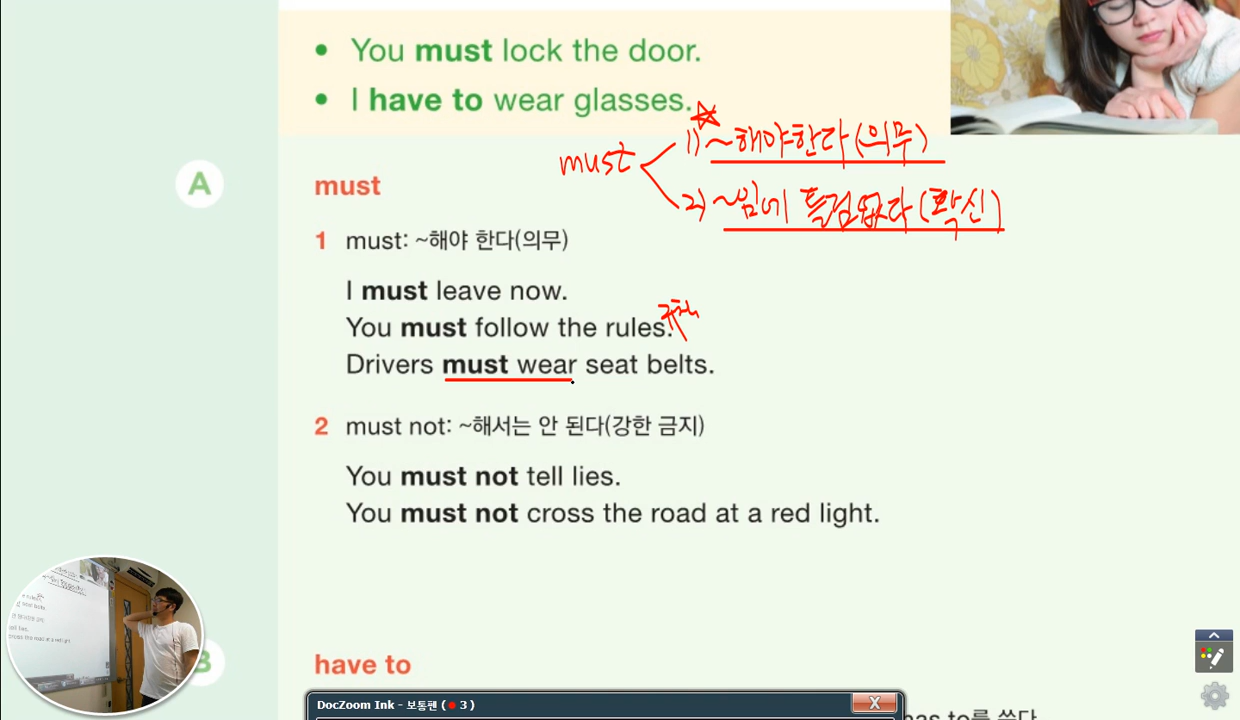 • You must lock the door.
• I have to wear glasses.
must
1) ~해야한다(의무)
2) ~임에 틀림없다(확신)
A
must
1 must: ~해야 한다(의무)
I must leave now.
You must follow the rules.
규칙
Drivers must wear seat belts.
2 must not: ~해서는 안 된다(강한 금지)
You must not tell lies.
You must not cross the road at a red light.
B
have to
DocZoom Ink - 보통펜 ( 3 )
X
has to를 쓴다